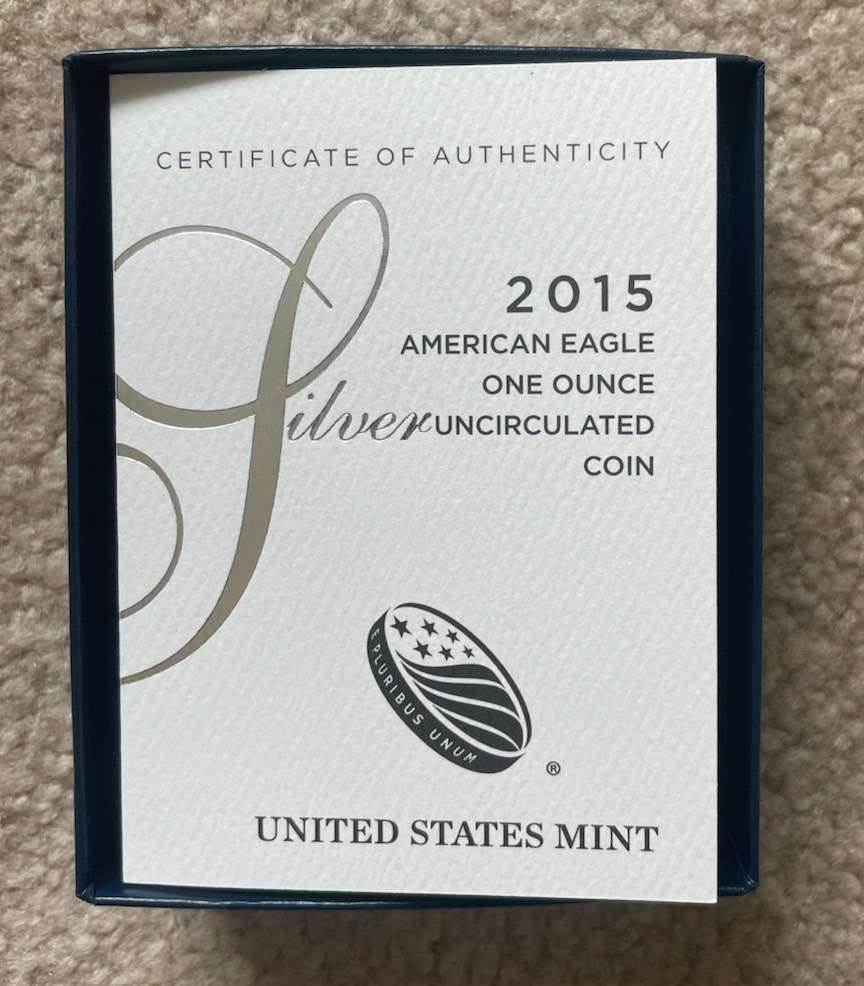 CERTIFICATE OF AUTHENTICITY
2015
AMERICAN EAGLE
ONE OUNCE
Silver UNCIRCULATED
COIN
E PLURIBUS UNUM
®
UNITED STATES MINT